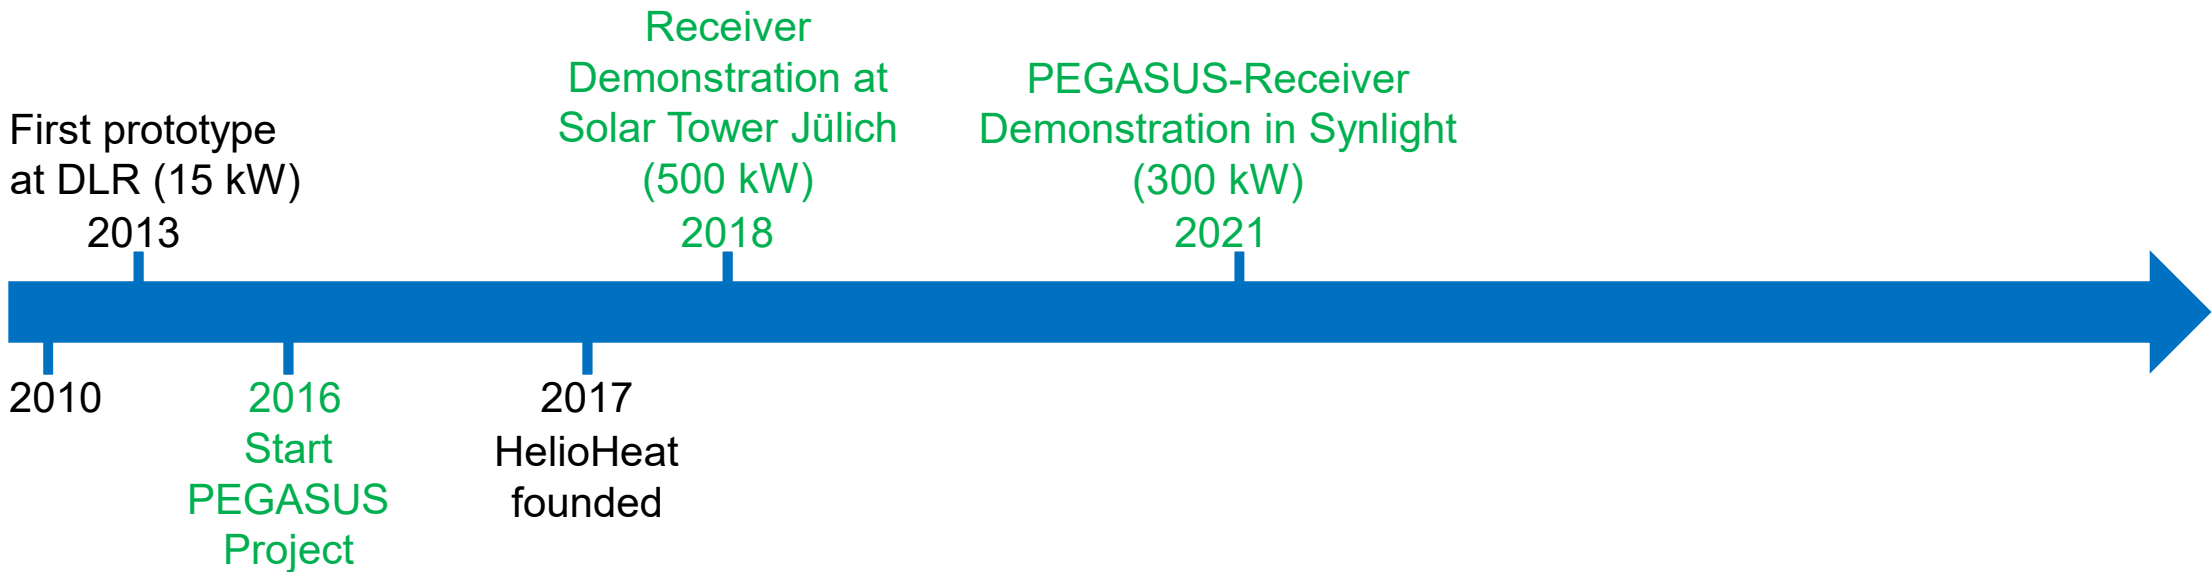 First prototype
at DLR (15 kW)
2013
Receiver
Demonstration at
Solar Tower Jülich
(500 kW)
2018
PEGASUS-Receiver
Demonstration in Synlight
(300 kW)
2021
2010
2016
Start
PEGASUS
Project
2017
HelioHeat
founded